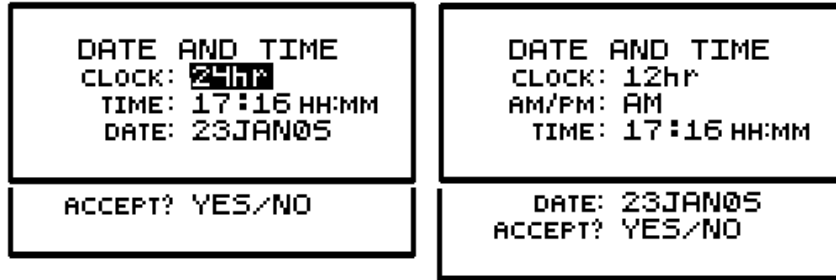 DATE AND TIME
CLOCK: 24hr
TIME: 17:16 HH:MM
DATE: 23JAN05
ACCEPT? YES/NO
DATE AND TIME
CLOCK: 12hr
AM/PM: AM
TIME: 17:16 HH:MM
DATE: 23JAN05
ACCEPT? YES/NO